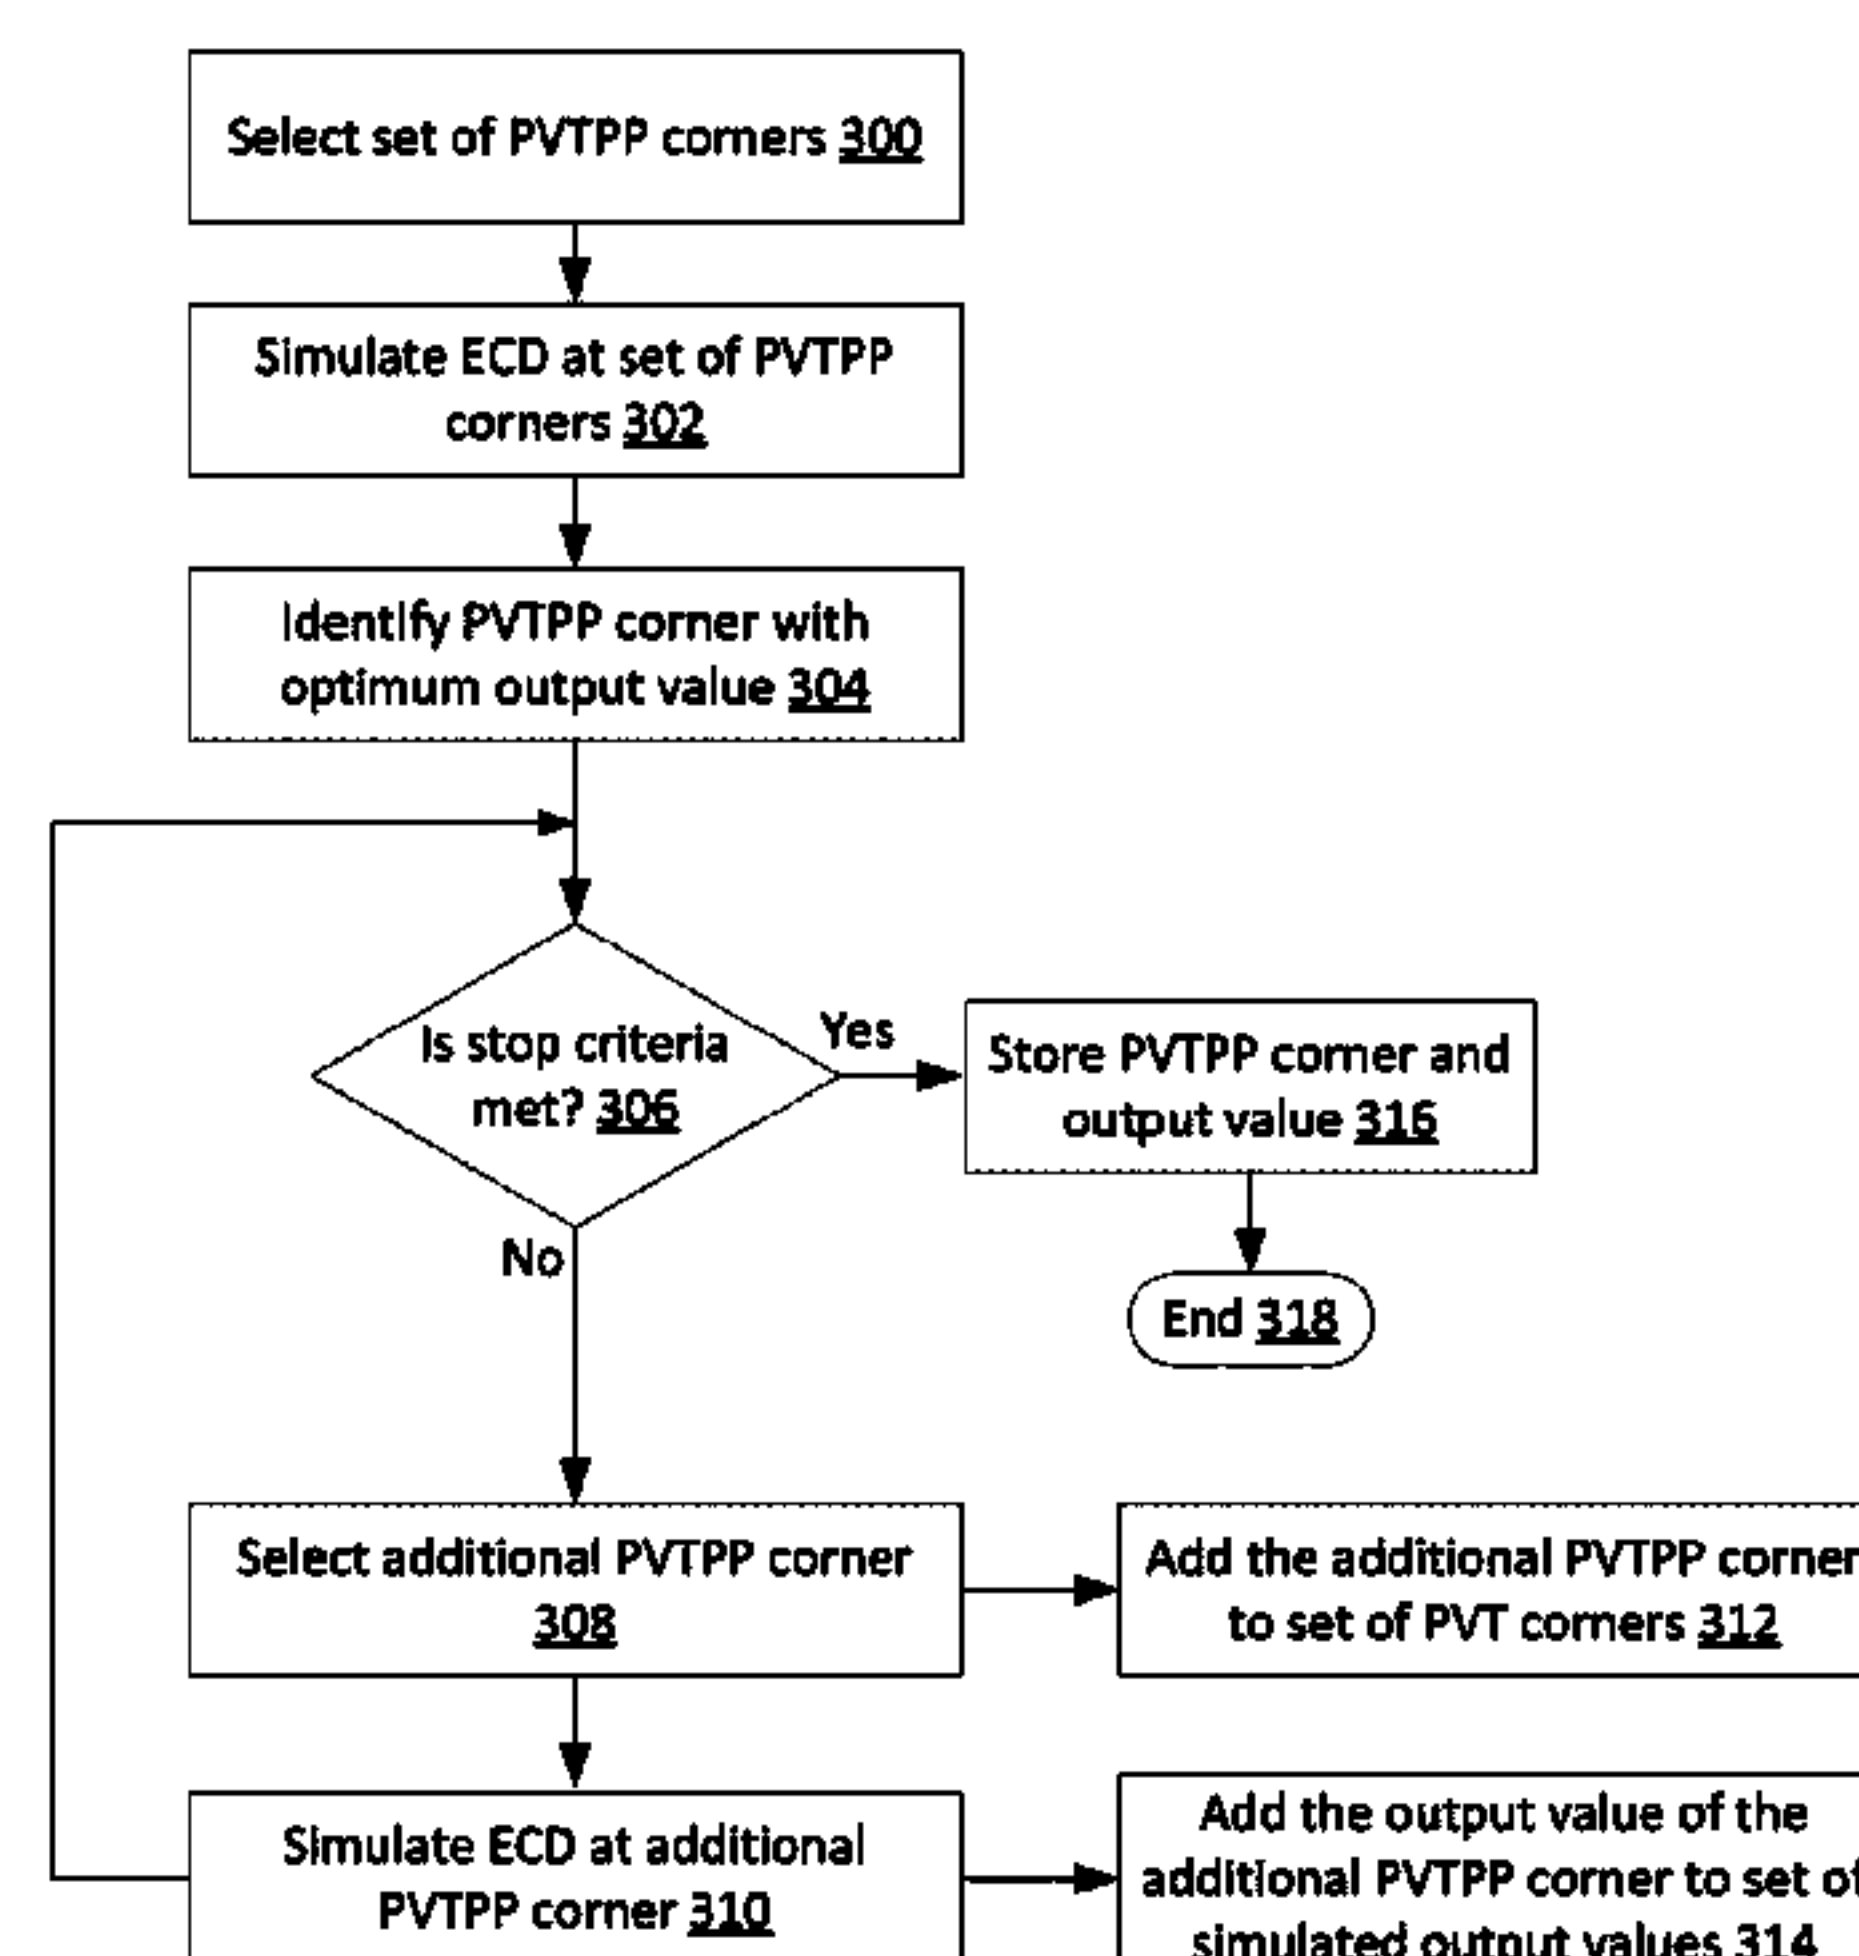 Select set of PVTPP corners 300
Simulate ECD at set of PVTPP
corners 302
Identify PVTPP corner with
optimum output value 304
Is stop criteria
met? 306
Yes
Store PVTPP corner and
output value 316
End 318
No
Select additional PVTPP corner
308
Add the additional PVTPP corner
to set of PVT corners 312
Simulate ECD at additional
PVTPP corner 310
Add the output value of the
additional PVTPP corner to set of
simulated output values 314